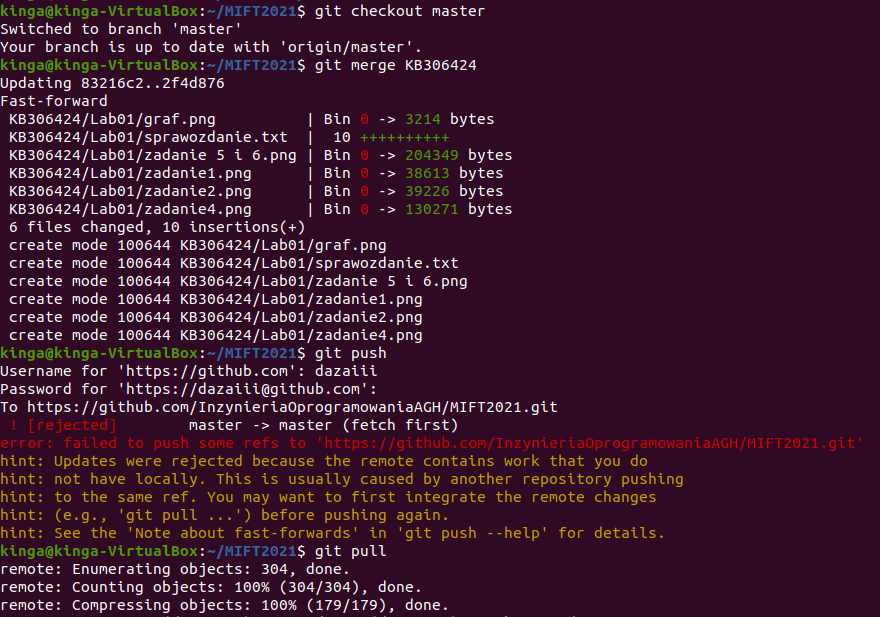 kinga@kinga-VirtualBox:~/MIFT2021$ git checkout master
Switched to branch 'master'
Your branch is up to date with 'origin/master'.
kinga@kinga-VirtualBox:~/MIFT2021$ git merge KB306424
Updating 83216c2..2f4d876
Fast-forward
 KB306424/Lab01/graf.png          | Bin 0 -> 3214 bytes
 KB306424/Lab01/sprawozdanie.txt  |  10 ++++++++++
 KB306424/Lab01/zadanie 5 i 6.png | Bin 0 -> 204349 bytes
 KB306424/Lab01/zadanie1.png      | Bin 0 -> 38613 bytes
 KB306424/Lab01/zadanie2.png      | Bin 0 -> 39226 bytes
 KB306424/Lab01/zadanie4.png      | Bin 0 -> 130271 bytes
 6 files changed, 10 insertions(+)
 create mode 100644 KB306424/Lab01/graf.png
 create mode 100644 KB306424/Lab01/sprawozdanie.txt
 create mode 100644 KB306424/Lab01/zadanie 5 i 6.png
 create mode 100644 KB306424/Lab01/zadanie1.png
 create mode 100644 KB306424/Lab01/zadanie2.png
 create mode 100644 KB306424/Lab01/zadanie4.png
kinga@kinga-VirtualBox:~/MIFT2021$ git push
Username for 'https://github.com': dazaiii
Password for 'https://dazaiii@github.com':
To https://github.com/InzynieriaOprogramowaniaAGH/MIFT2021.git
 ! [rejected]        master -> master (fetch first)
error: failed to push some refs to 'https://github.com/InzynieriaOprogramowaniaAGH/MIFT2021.git'
hint: Updates were rejected because the remote contains work that you do
hint: not have locally. This is usually caused by another repository pushing
hint: to the same ref. You may want to first integrate the remote changes
hint: (e.g., 'git pull ...') before pushing again.
hint: See the 'Note about fast-forwards' in 'git push --help' for details.
kinga@kinga-VirtualBox:~/MIFT2021$ git pull
remote: Enumerating objects: 304, done.
remote: Counting objects: 100% (304/304), done.
remote: Compressing objects: 100% (179/179), done.